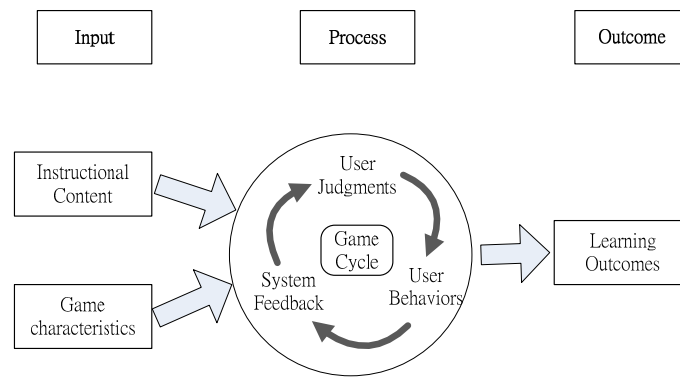 Input
Process
Outcome
Instructional
Content
Game
characteristics
User
Judgments
Game
Cycle
User
Behaviors
System
Feedback
Learning
Outcomes